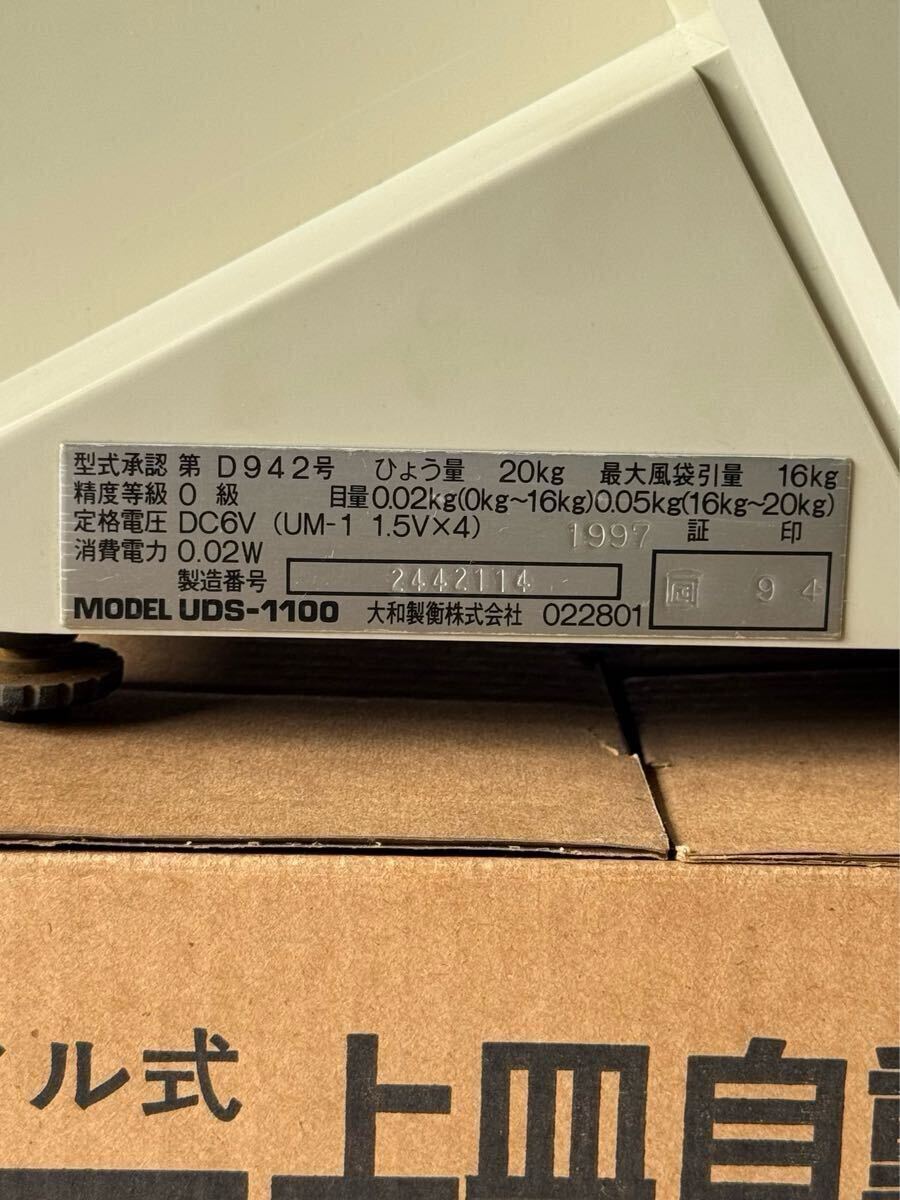 型式承認 第 D942号 ひょう量 20kg 最大風袋引量 16kg
精度等級 0 級 目量 0.02kg(0kg~16kg)0.05kg(16kg~20kg)
定格電圧 DC6V (UM-1 1.5V×4) 1997 証 印
消費電力 0.02W
製造番号 2442114 94
MODEL UDS-1100 大和製衡株式会社 022801
ル式
上皿自動